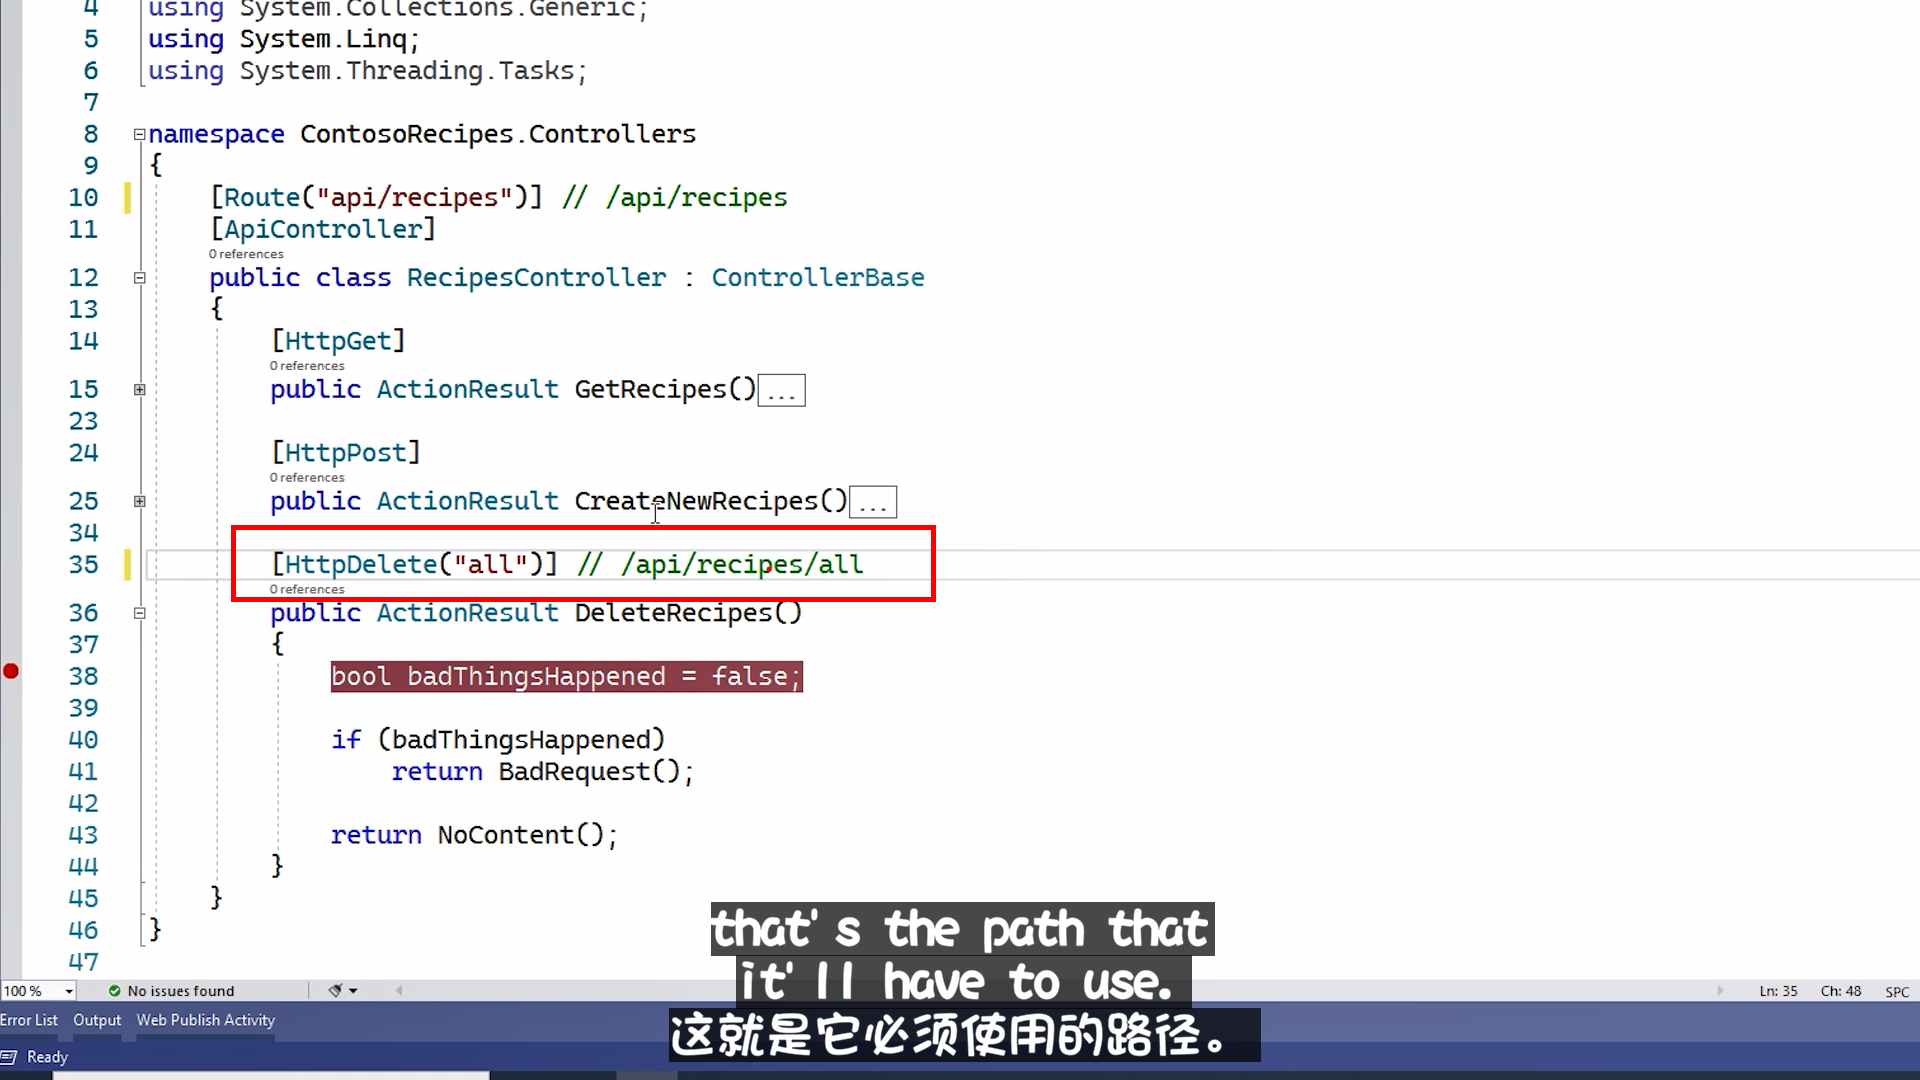 4 using System.Collections.Generic;
5 using System.Linq;
6 using System.Threading.Tasks;
7
8 namespace ContosoRecipes.Controllers
9 {
10 [Route("api/recipes")] // /api/recipes
11 [ApiController]
0 references
12 public class RecipesController : ControllerBase
13 {
14 [HttpGet]
0 references
15 public ActionResult GetRecipes()...
23
24 [HttpPost]
0 references
25 public ActionResult CreateNewRecipes()...
34
35 [HttpDelete("all")] // /api/recipes/all
0 references
36 public ActionResult DeleteRecipes()
37 {
38 bool badThingsHappened = false;
39
40 if (badThingsHappened)
41 return BadRequest();
42
43 return NoContent();
44 }
45 }
46 }
47
that's the path that
it'll have to use.
这就是它必须使用的路径。
100 % No issues found Ln: 35 Ch: 48 SPC
Error List Output Web Publish Activity
Ready